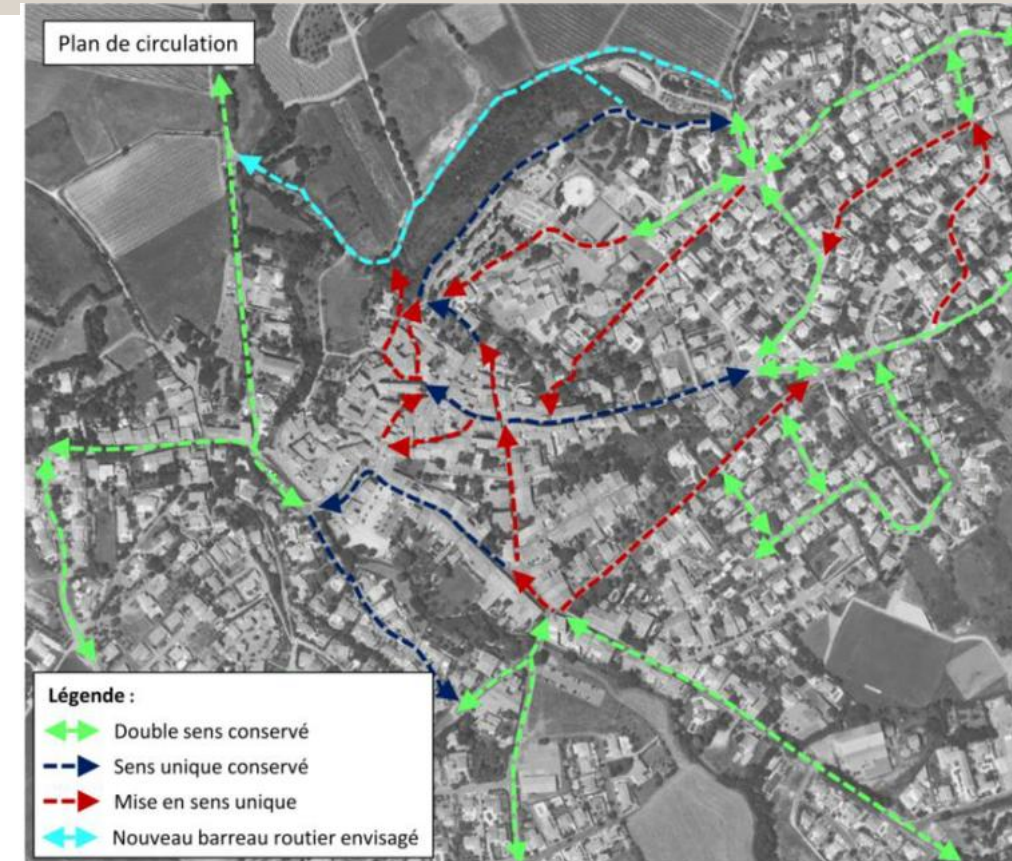 Plan de circulation
Légende :
Double sens conservé
Sens unique conservé
Mise en sens unique
Nouveau barreau routier envisagé